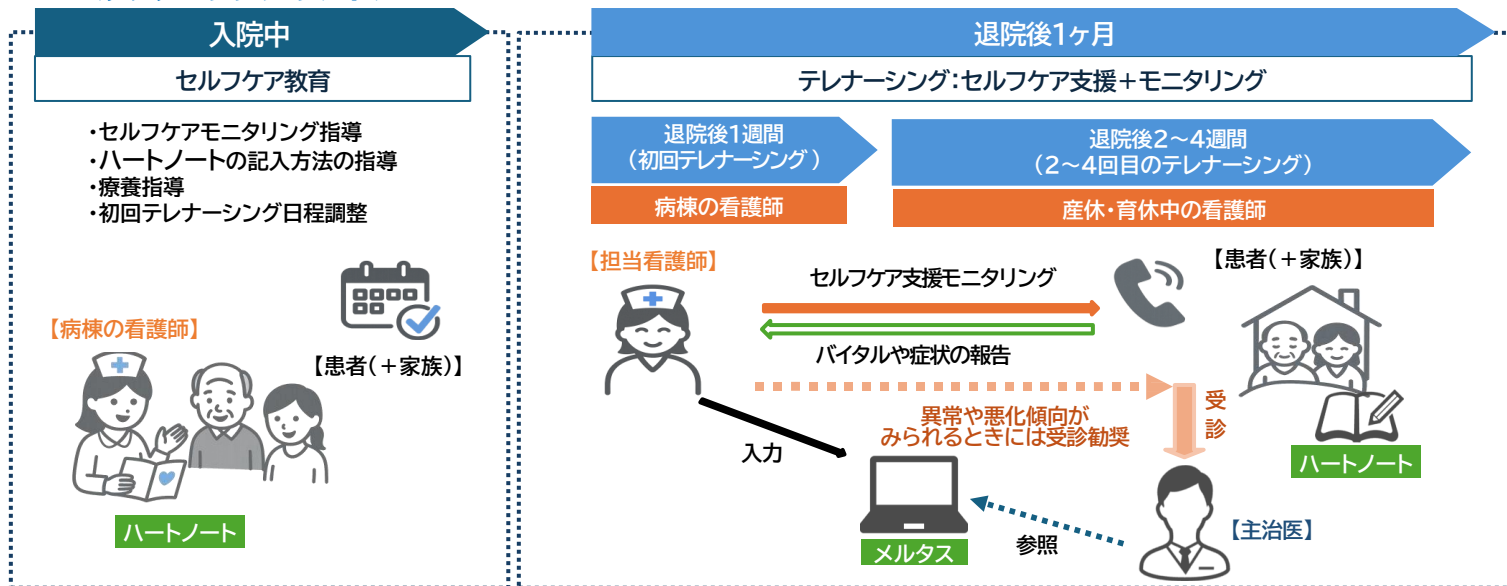 入院中
セルフケア教育
・セルフケアモニタリング指導
・ハートノートの記入方法の指導
・療養指導
・初回テレナーシング日程調整
【病棟の看護師】
【患者(+家族)】
ハートノート
退院後1ヶ月
テレナーシング:セルフケア支援+モニタリング
退院後1週間
(初回テレナーシング)
病棟の看護師
退院後2~4週間
(2~4回目のテレナーシング)
産休・育休中の看護師
【担当看護師】
セルフケア支援モニタリング
バイタルや症状の報告
【患者(+家族)】
異常や悪化傾向が
みられるときには受診勧奨
受診
入力
ハートノート
メルタス
参照
【主治医】